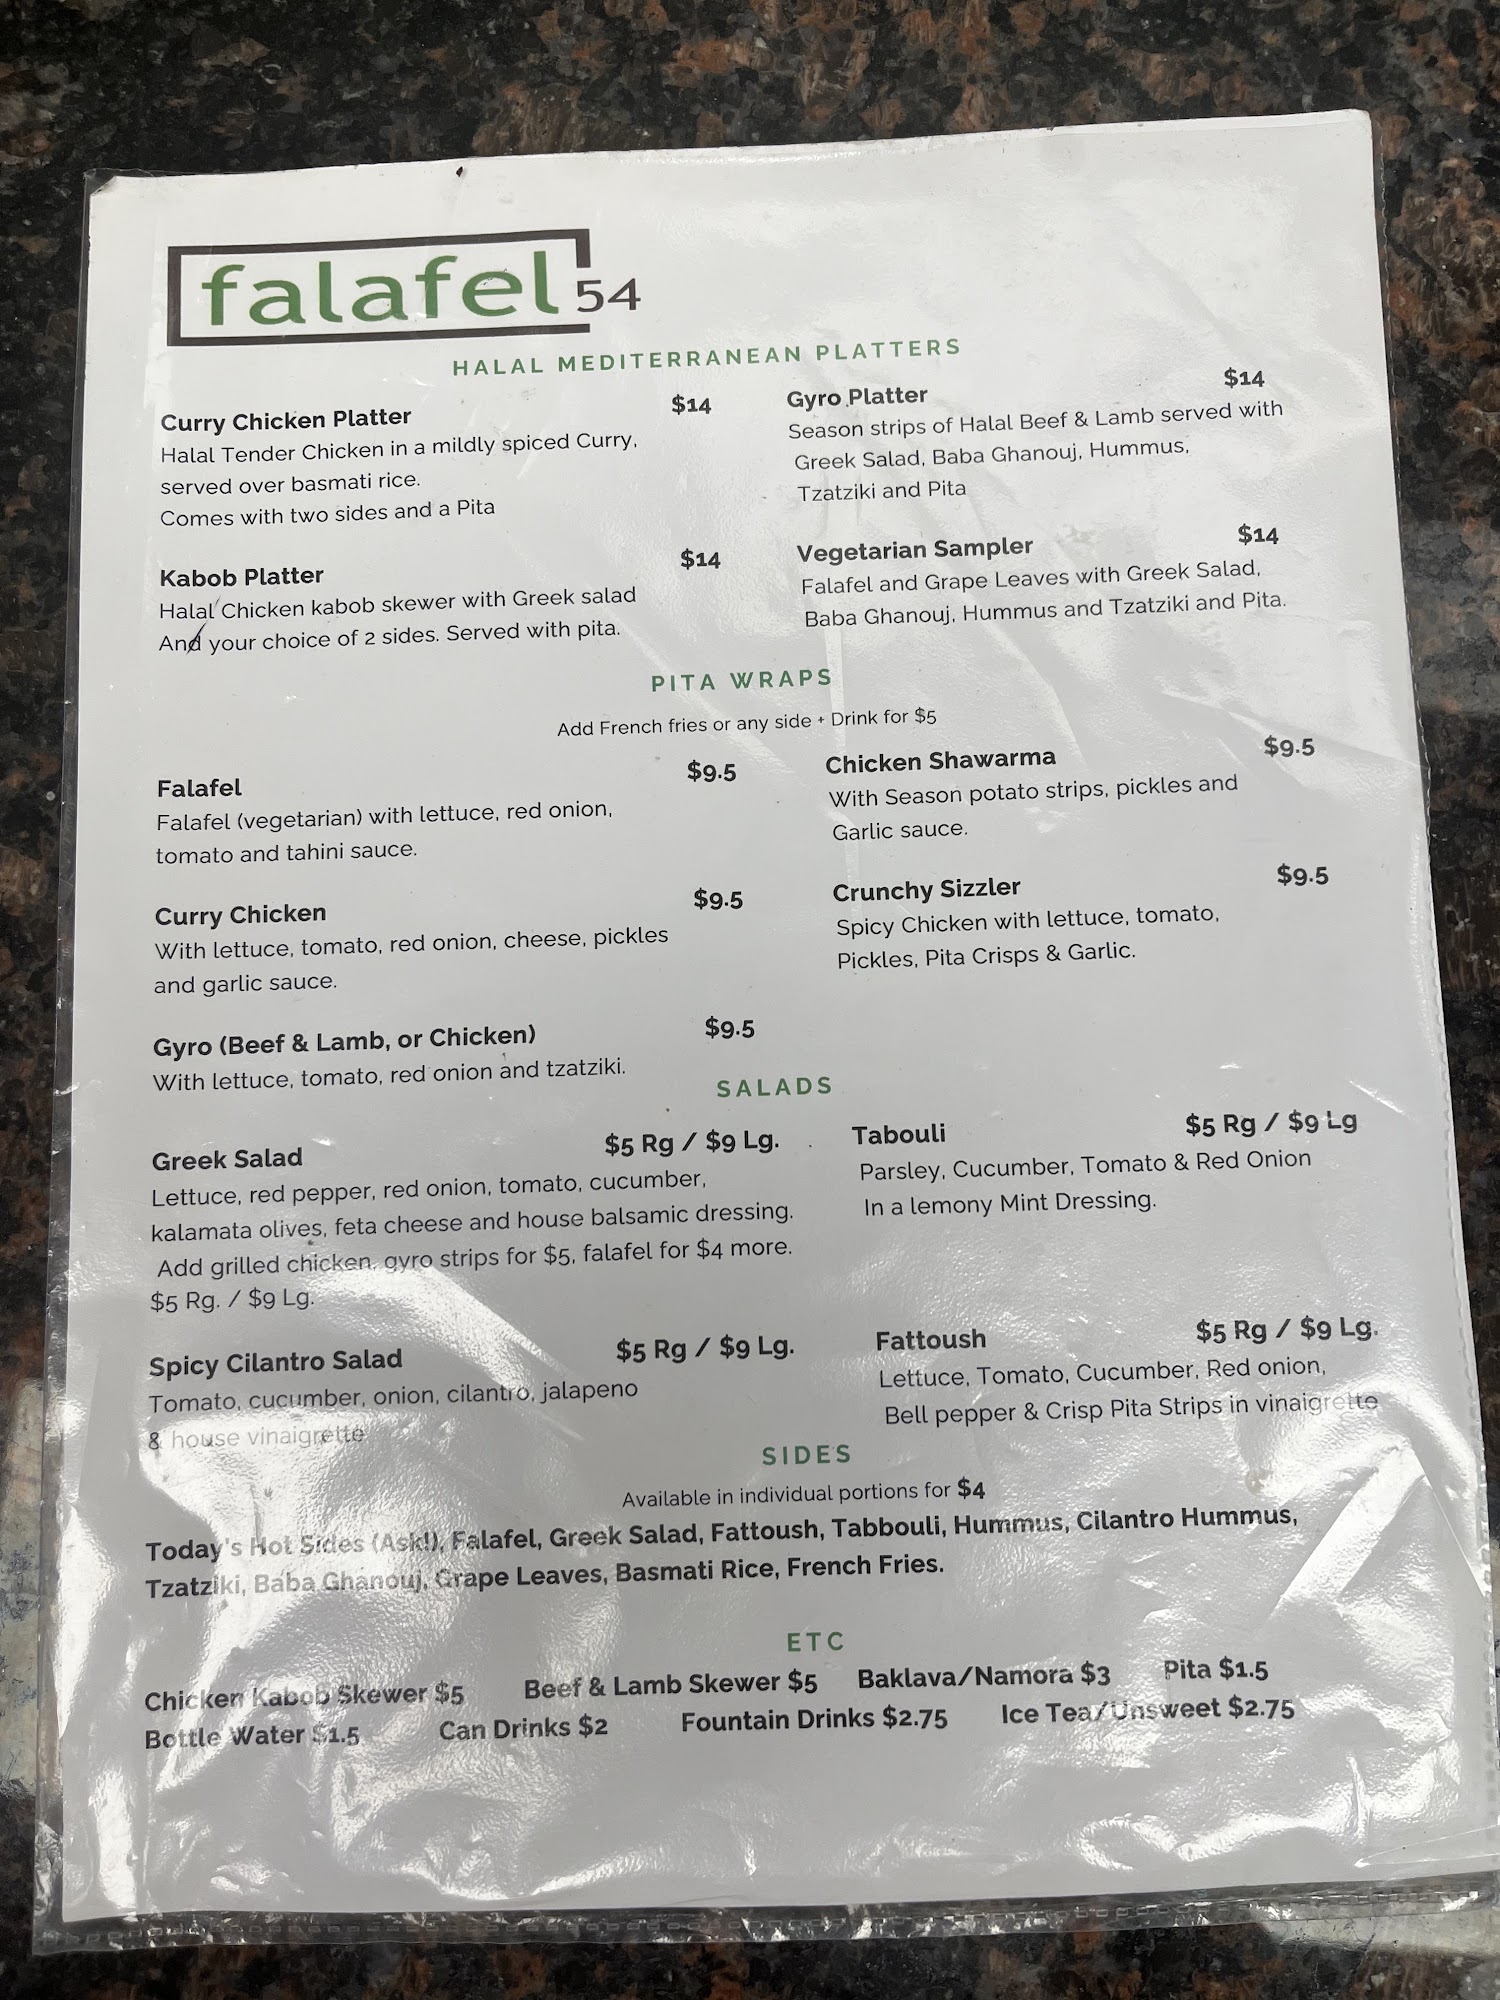 falafel 54
HALAL MEDITERRANEAN PLATTERS
Curry Chicken Platter $14
Halal Tender Chicken in a mildly spiced Curry,
served over basmati rice.
Comes with two sides and a Pita
Gyro Platter $14
Season strips of Halal Beef & Lamb served with
Greek Salad, Baba Ghanouj, Hummus,
Tzatziki and Pita
Kabob Platter $14
Halal Chicken kabob skewer with Greek salad
And your choice of 2 sides. Served with pita.
Vegetarian Sampler $14
Falafel and Grape Leaves with Greek Salad,
Baba Ghanouj, Hummus and Tzatziki and Pita.
PITA WRAPS
Add French fries or any side + Drink for $5
Falafel $9.5
Falafel (vegetarian) with lettuce, red onion,
tomato and tahini sauce.
Chicken Shawarma $9.5
With Season potato strips, pickles and
Garlic sauce.
Curry Chicken $9.5
With lettuce, tomato, red onion, cheese, pickles
and garlic sauce.
Crunchy Sizzler $9.5
Spicy Chicken with lettuce, tomato,
Pickles, Pita Crisps & Garlic.
Gyro (Beef & Lamb, or Chicken) $9.5
With lettuce, tomato, red onion and tzatziki.
SALADS
Greek Salad $5 Rg / $9 Lg.
Lettuce, red pepper, red onion, tomato, cucumber,
kalamata olives, feta cheese and house balsamic dressing.
Add grilled chicken, gyro strips for $5, falafel for $4 more.
$5 Rg. / $9 Lg.
Tabouli $5 Rg / $9 Lg
Parsley, Cucumber, Tomato & Red Onion
In a lemony Mint Dressing.
Spicy Cilantro Salad $5 Rg / $9 Lg.
Tomato, cucumber, onion, cilantro, jalapeno
& house vinaigrette
Fattoush $5 Rg / $9 Lg.
Lettuce, Tomato, Cucumber, Red onion,
Bell pepper & Crisp Pita Strips in vinaigrette
SIDES
Available in individual portions for $4
Today's Hot Sides (Ask!), Falafel, Greek Salad, Fattoush, Tabbouli, Hummus, Cilantro Hummus,
Tzatziki, Baba Ghanouj, Grape Leaves, Basmati Rice, French Fries.
ETC
Chicken Kabob Skewer $5 Beef & Lamb Skewer $5 Baklava/Namora $3 Pita $1.5
Bottle Water $1.5 Can Drinks $2 Fountain Drinks $2.75 Ice Tea/Unsweet $2.75